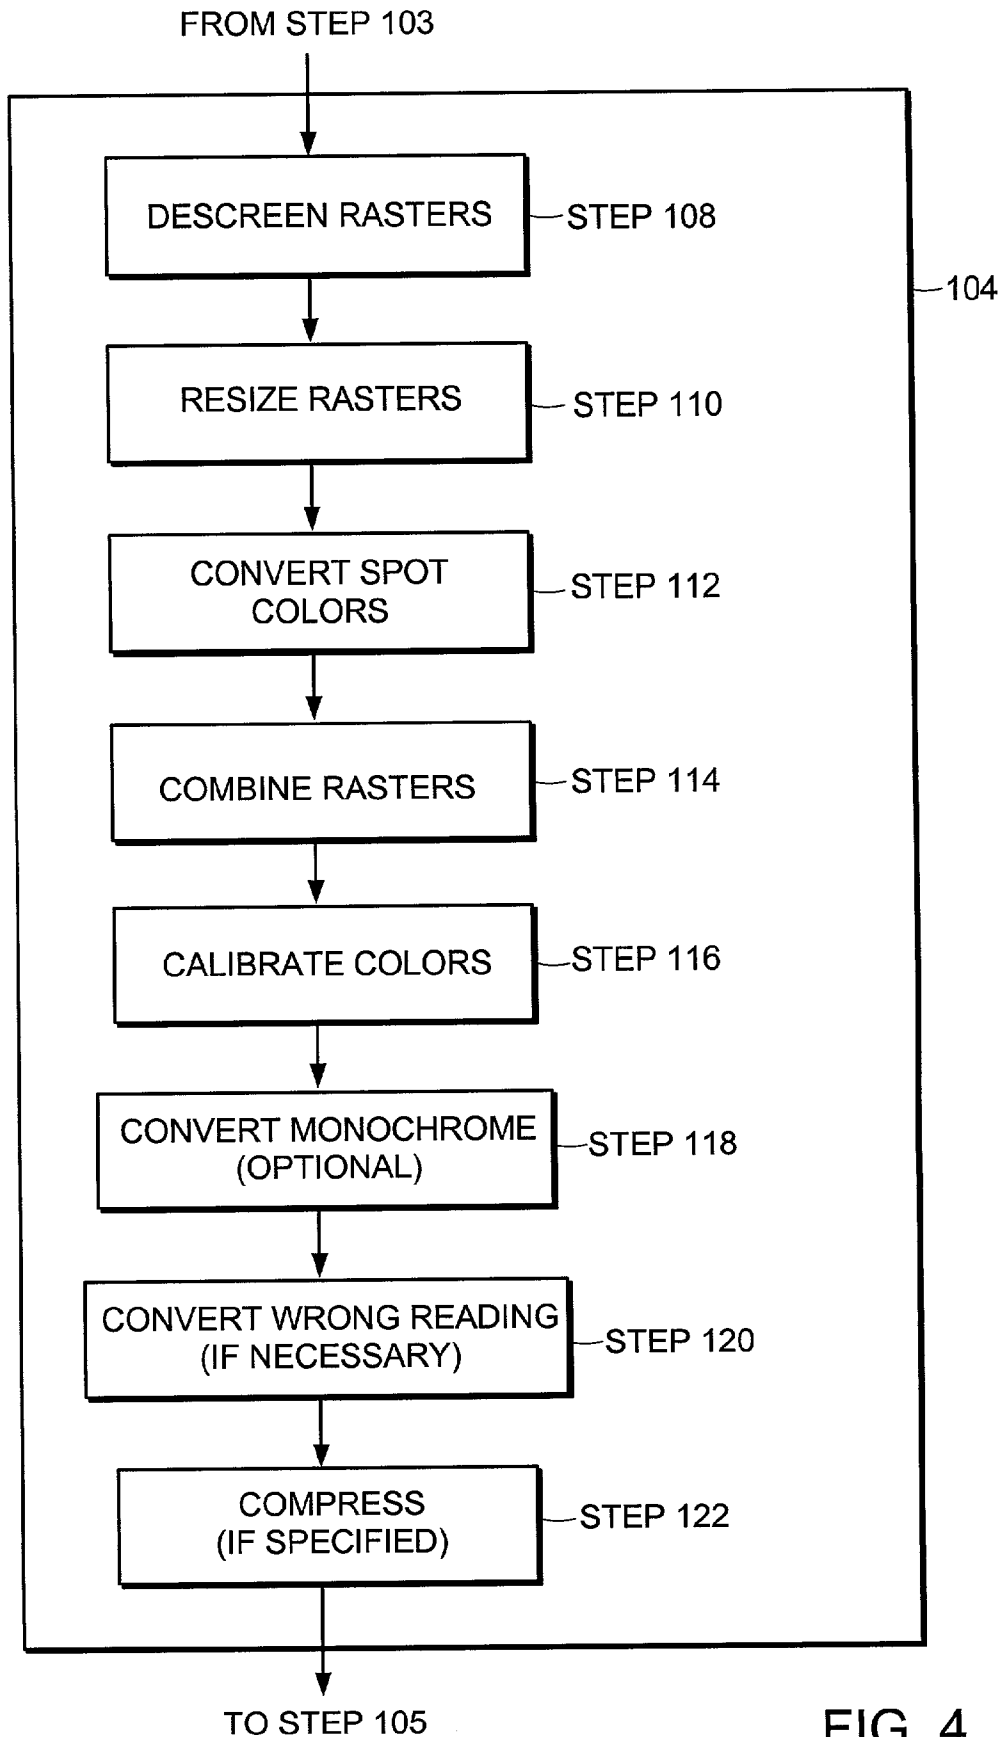 FROM STEP 103
DESCREEN RASTERS
STEP 108
104
RESIZE RASTERS
STEP 110
CONVERT SPOT
COLORS
STEP 112
COMBINE RASTERS
STEP 114
CALIBRATE COLORS
STEP 116
CONVERT MONOCHROME
(OPTIONAL)
STEP 118
CONVERT WRONG READING
(IF NECESSARY)
STEP 120
COMPRESS
(IF SPECIFIED)
STEP 122
TO STEP 105
FIG. 4